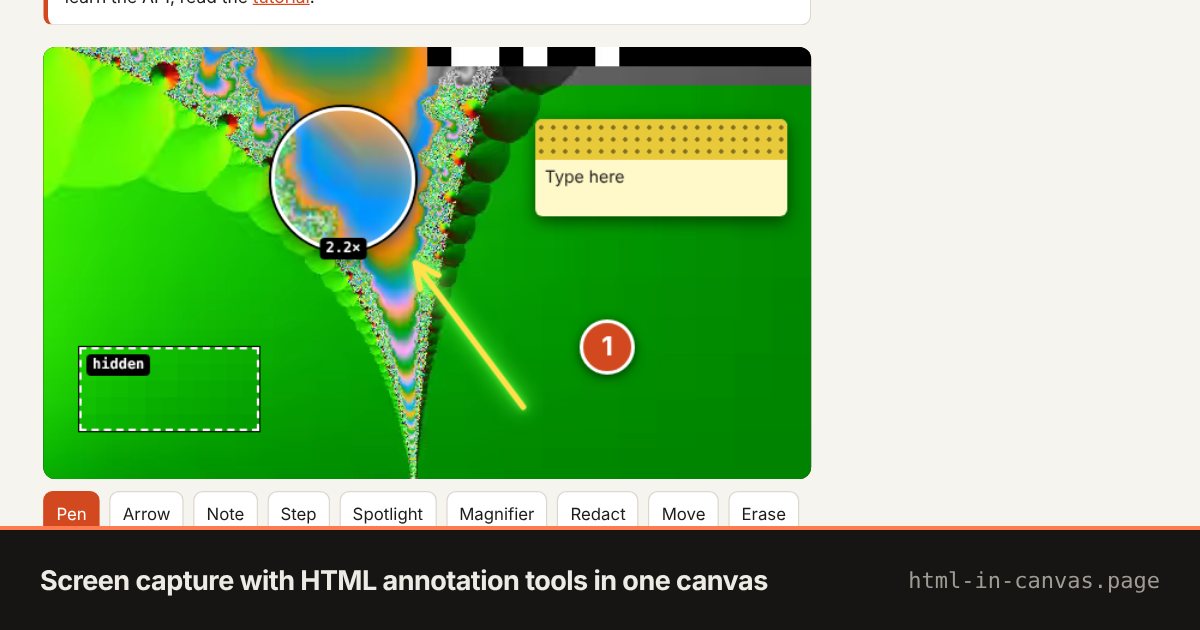 learn the API, read the tutorial.
2.2×
Type here
1
hidden
Pen
Arrow
Note
Step
Spotlight
Magnifier
Redact
Move
Erase
Screen capture with HTML annotation tools in one canvas
html-in-canvas.page